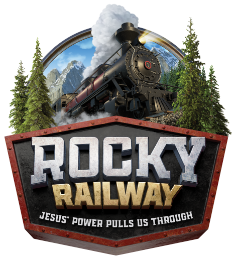 ROCKY
RAILWAY
JESUS' POWER PULLS US THROUGH